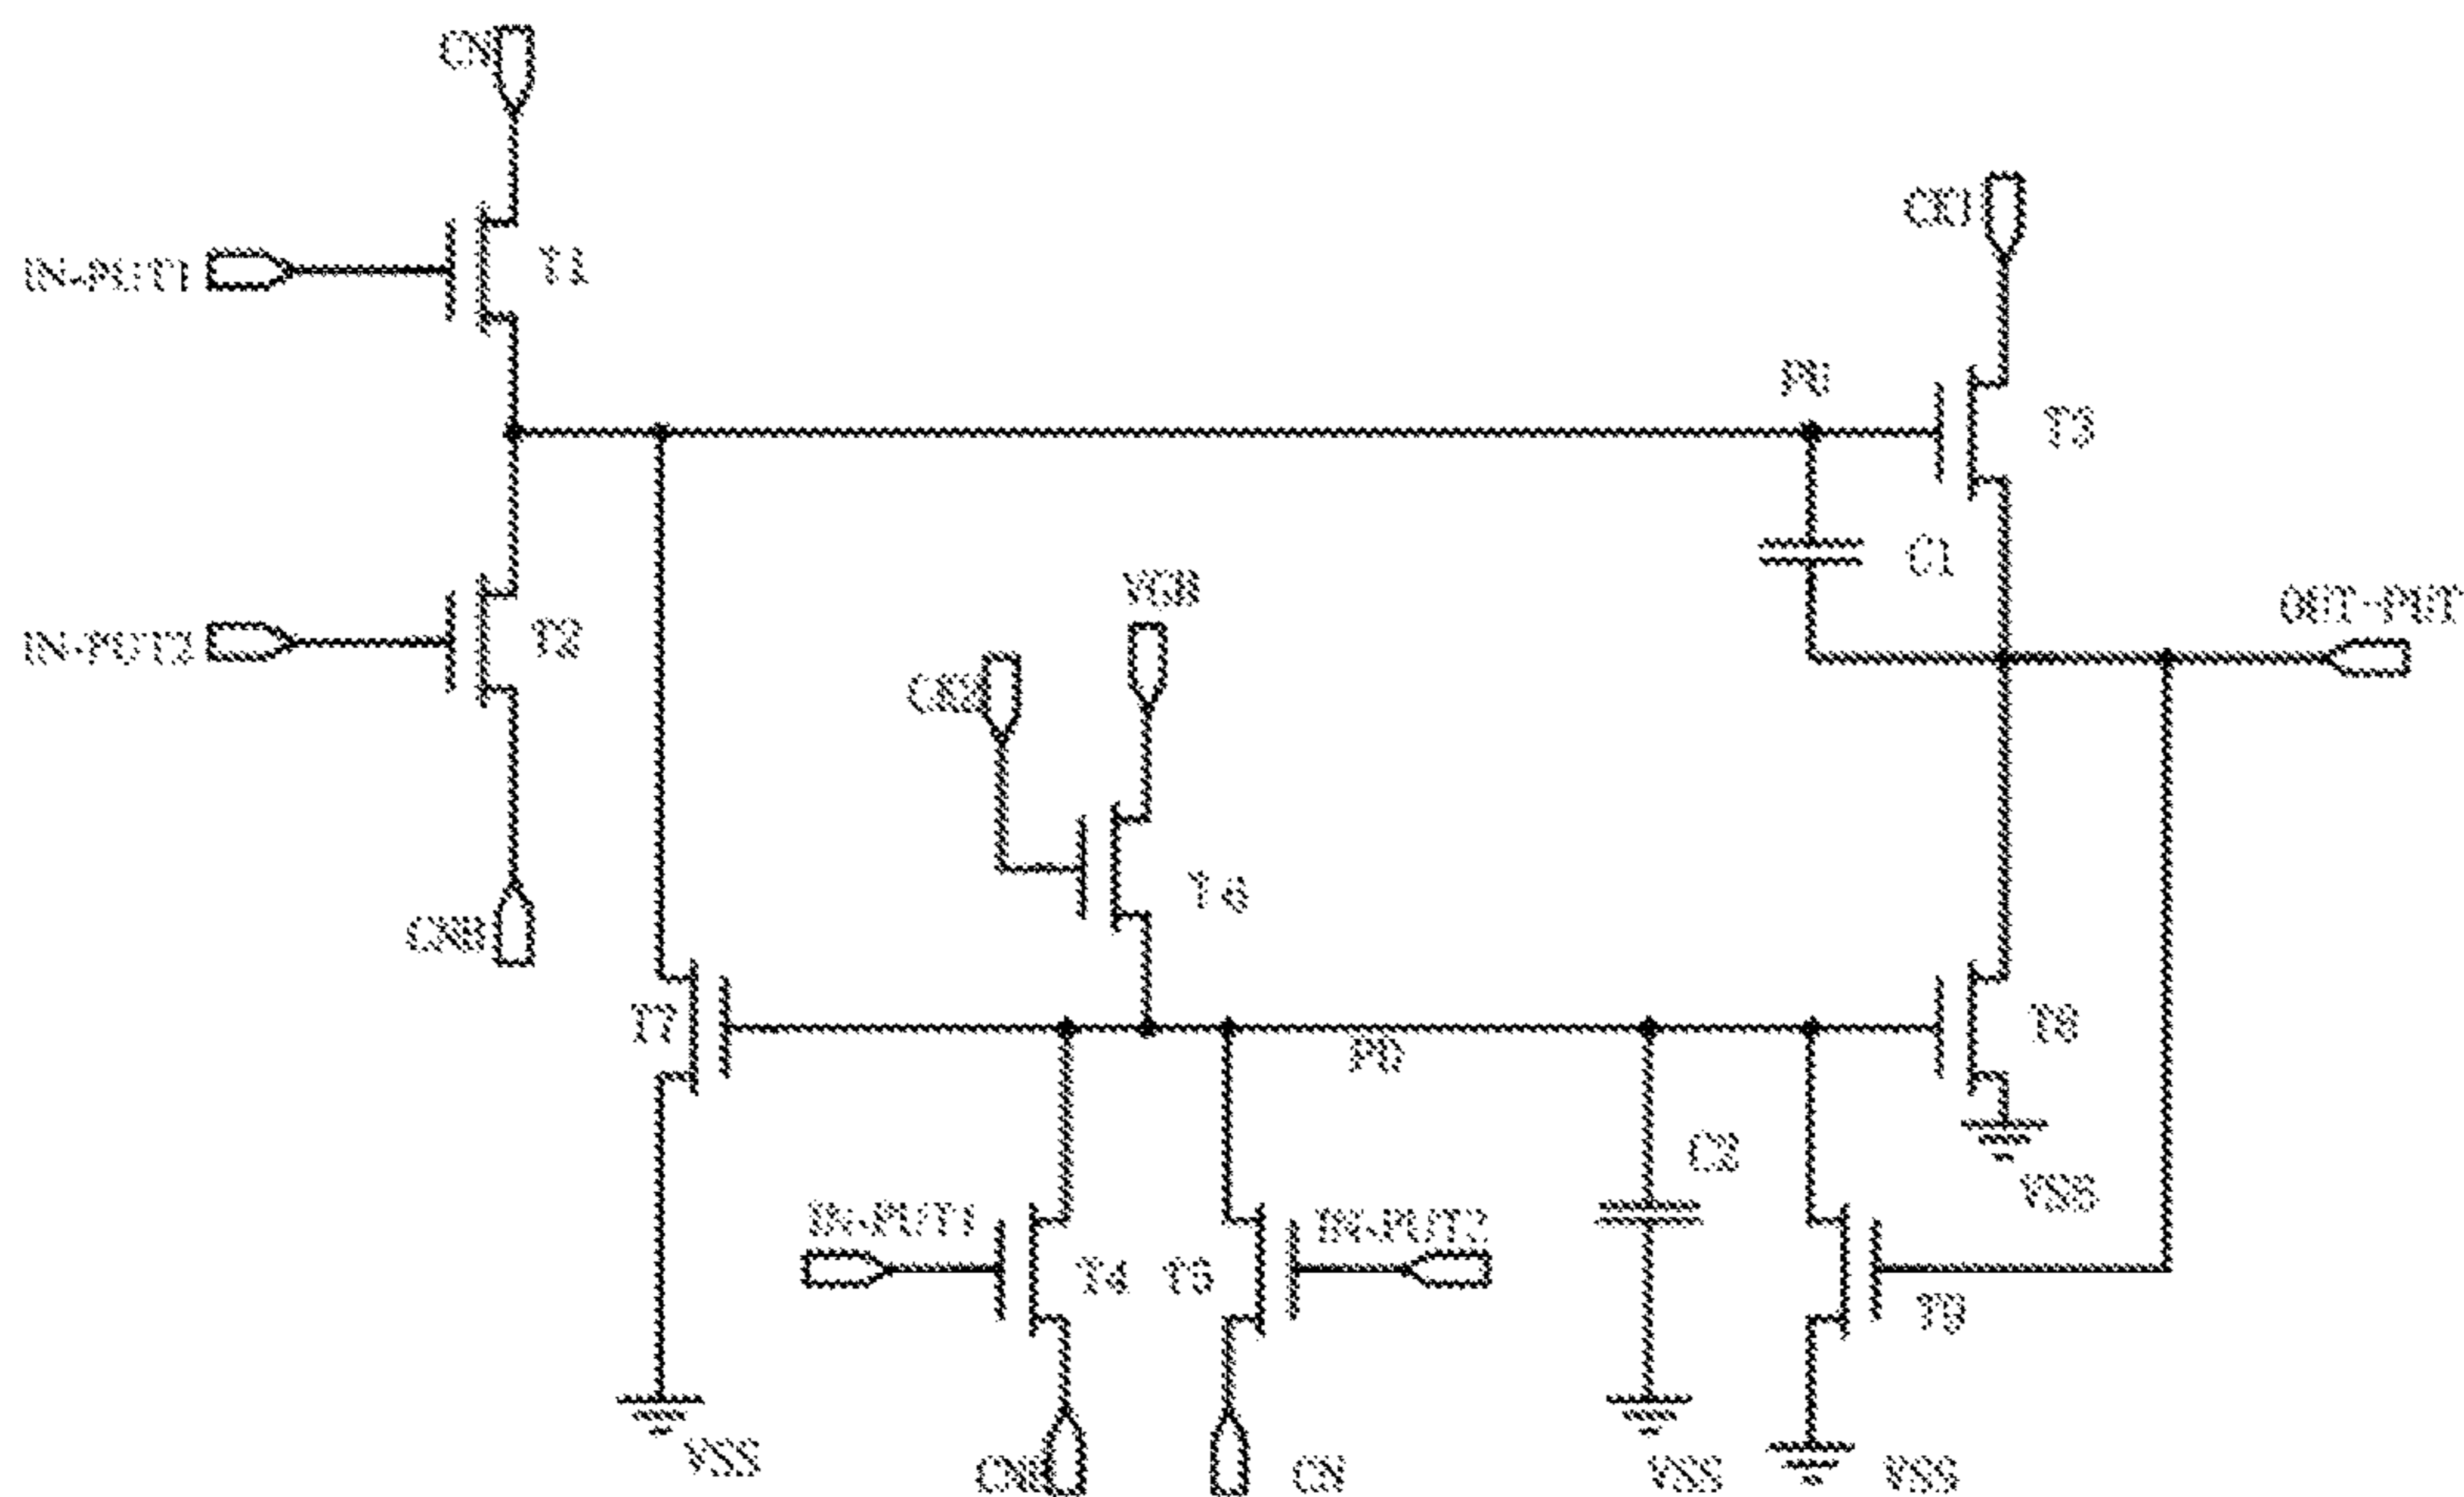 CN
IN-PUT1
T1
PU
T3
C1
OUT-PUT
IN-PUT2
T2
VGH
T6
T7
PD
T8
VSS
C2
IN-PUT1
T4
T5
IN-PUT2
T9
VSS
CNB
CN
VSS
VSS
CNB